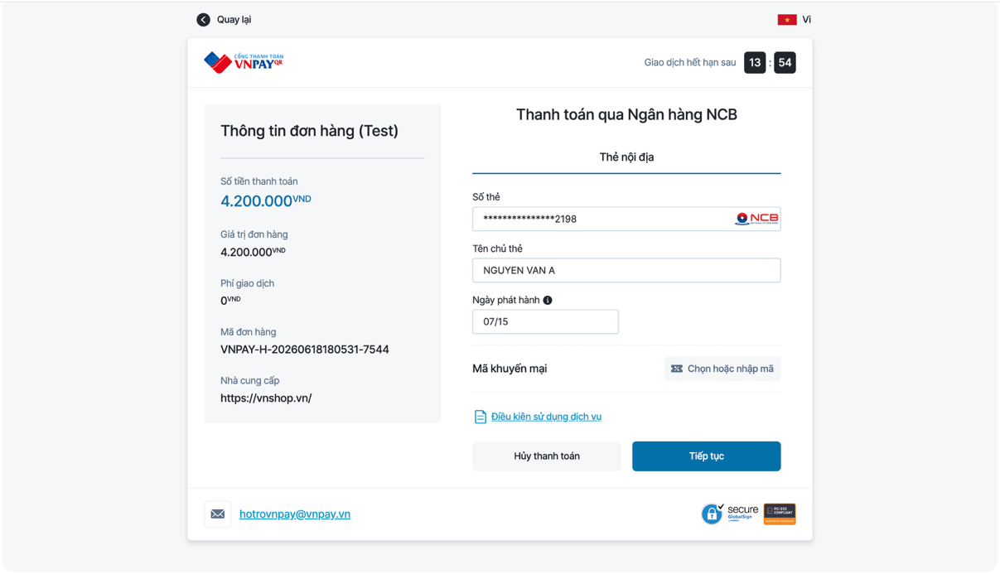 Quay lại
Vi
CỔNG THANH TOÁN
VNPAYQR
Giao dịch hết hạn sau 13 : 54
Thông tin đơn hàng (Test)
Số tiền thanh toán
4.200.000VND
Giá trị đơn hàng
4.200.000VND
Phí giao dịch
0VND
Mã đơn hàng
VNPAY-H-20260618180531-7544
Nhà cung cấp
https://vnshop.vn/
Thanh toán qua Ngân hàng NCB
Thẻ nội địa
Số thẻ
***************2198
NCB
Tên chủ thẻ
NGUYEN VAN A
Ngày phát hành
07/15
Mã khuyến mại
Chọn hoặc nhập mã
Điều kiện sử dụng dịch vụ
Hủy thanh toán
Tiếp tục
hotrovnpay@vnpay.vn
secure
GlobalSign
PCI DSS
COMPLIANT